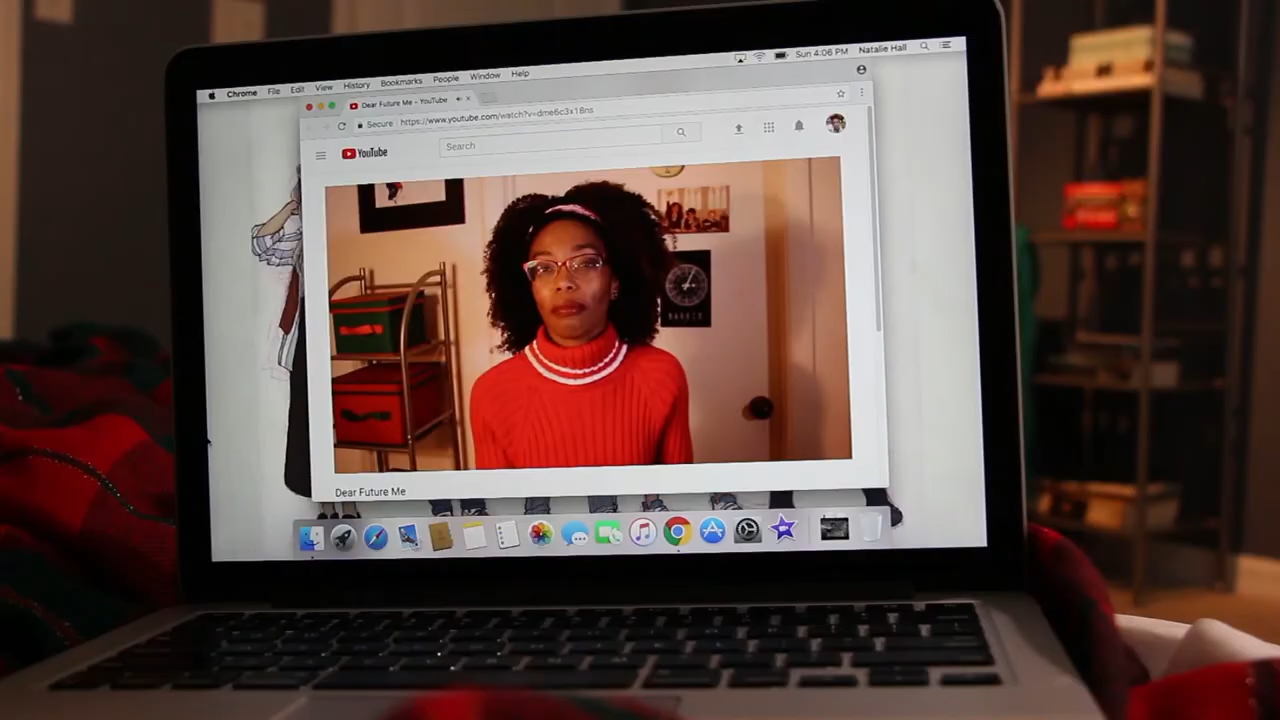 Chrome File Edit View History Bookmarks People Window Help Sun 4:06 PM Natalie Hall
Dear Future Me - YouTube
Secure https://www.youtube.com/watch?v=dme6c3x18ns
YouTube Search
BARBER
Dear Future Me